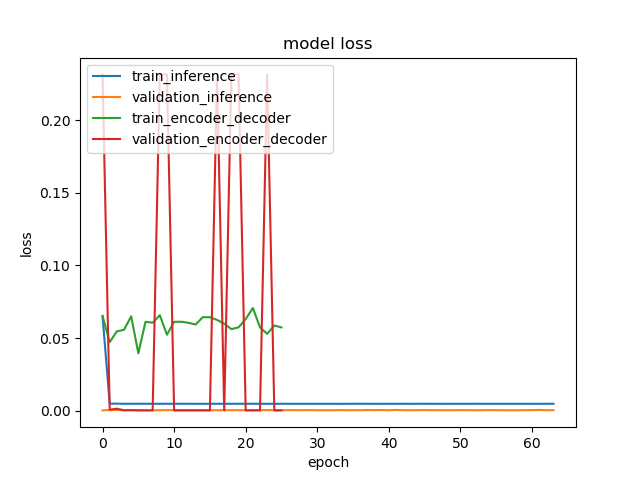 model loss
train_inference
validation_inference
train_encoder_decoder
validation_encoder_decoder
0.20
0.15
0.10
0.05
0.00
loss
0
10
20
30
40
50
60
epoch